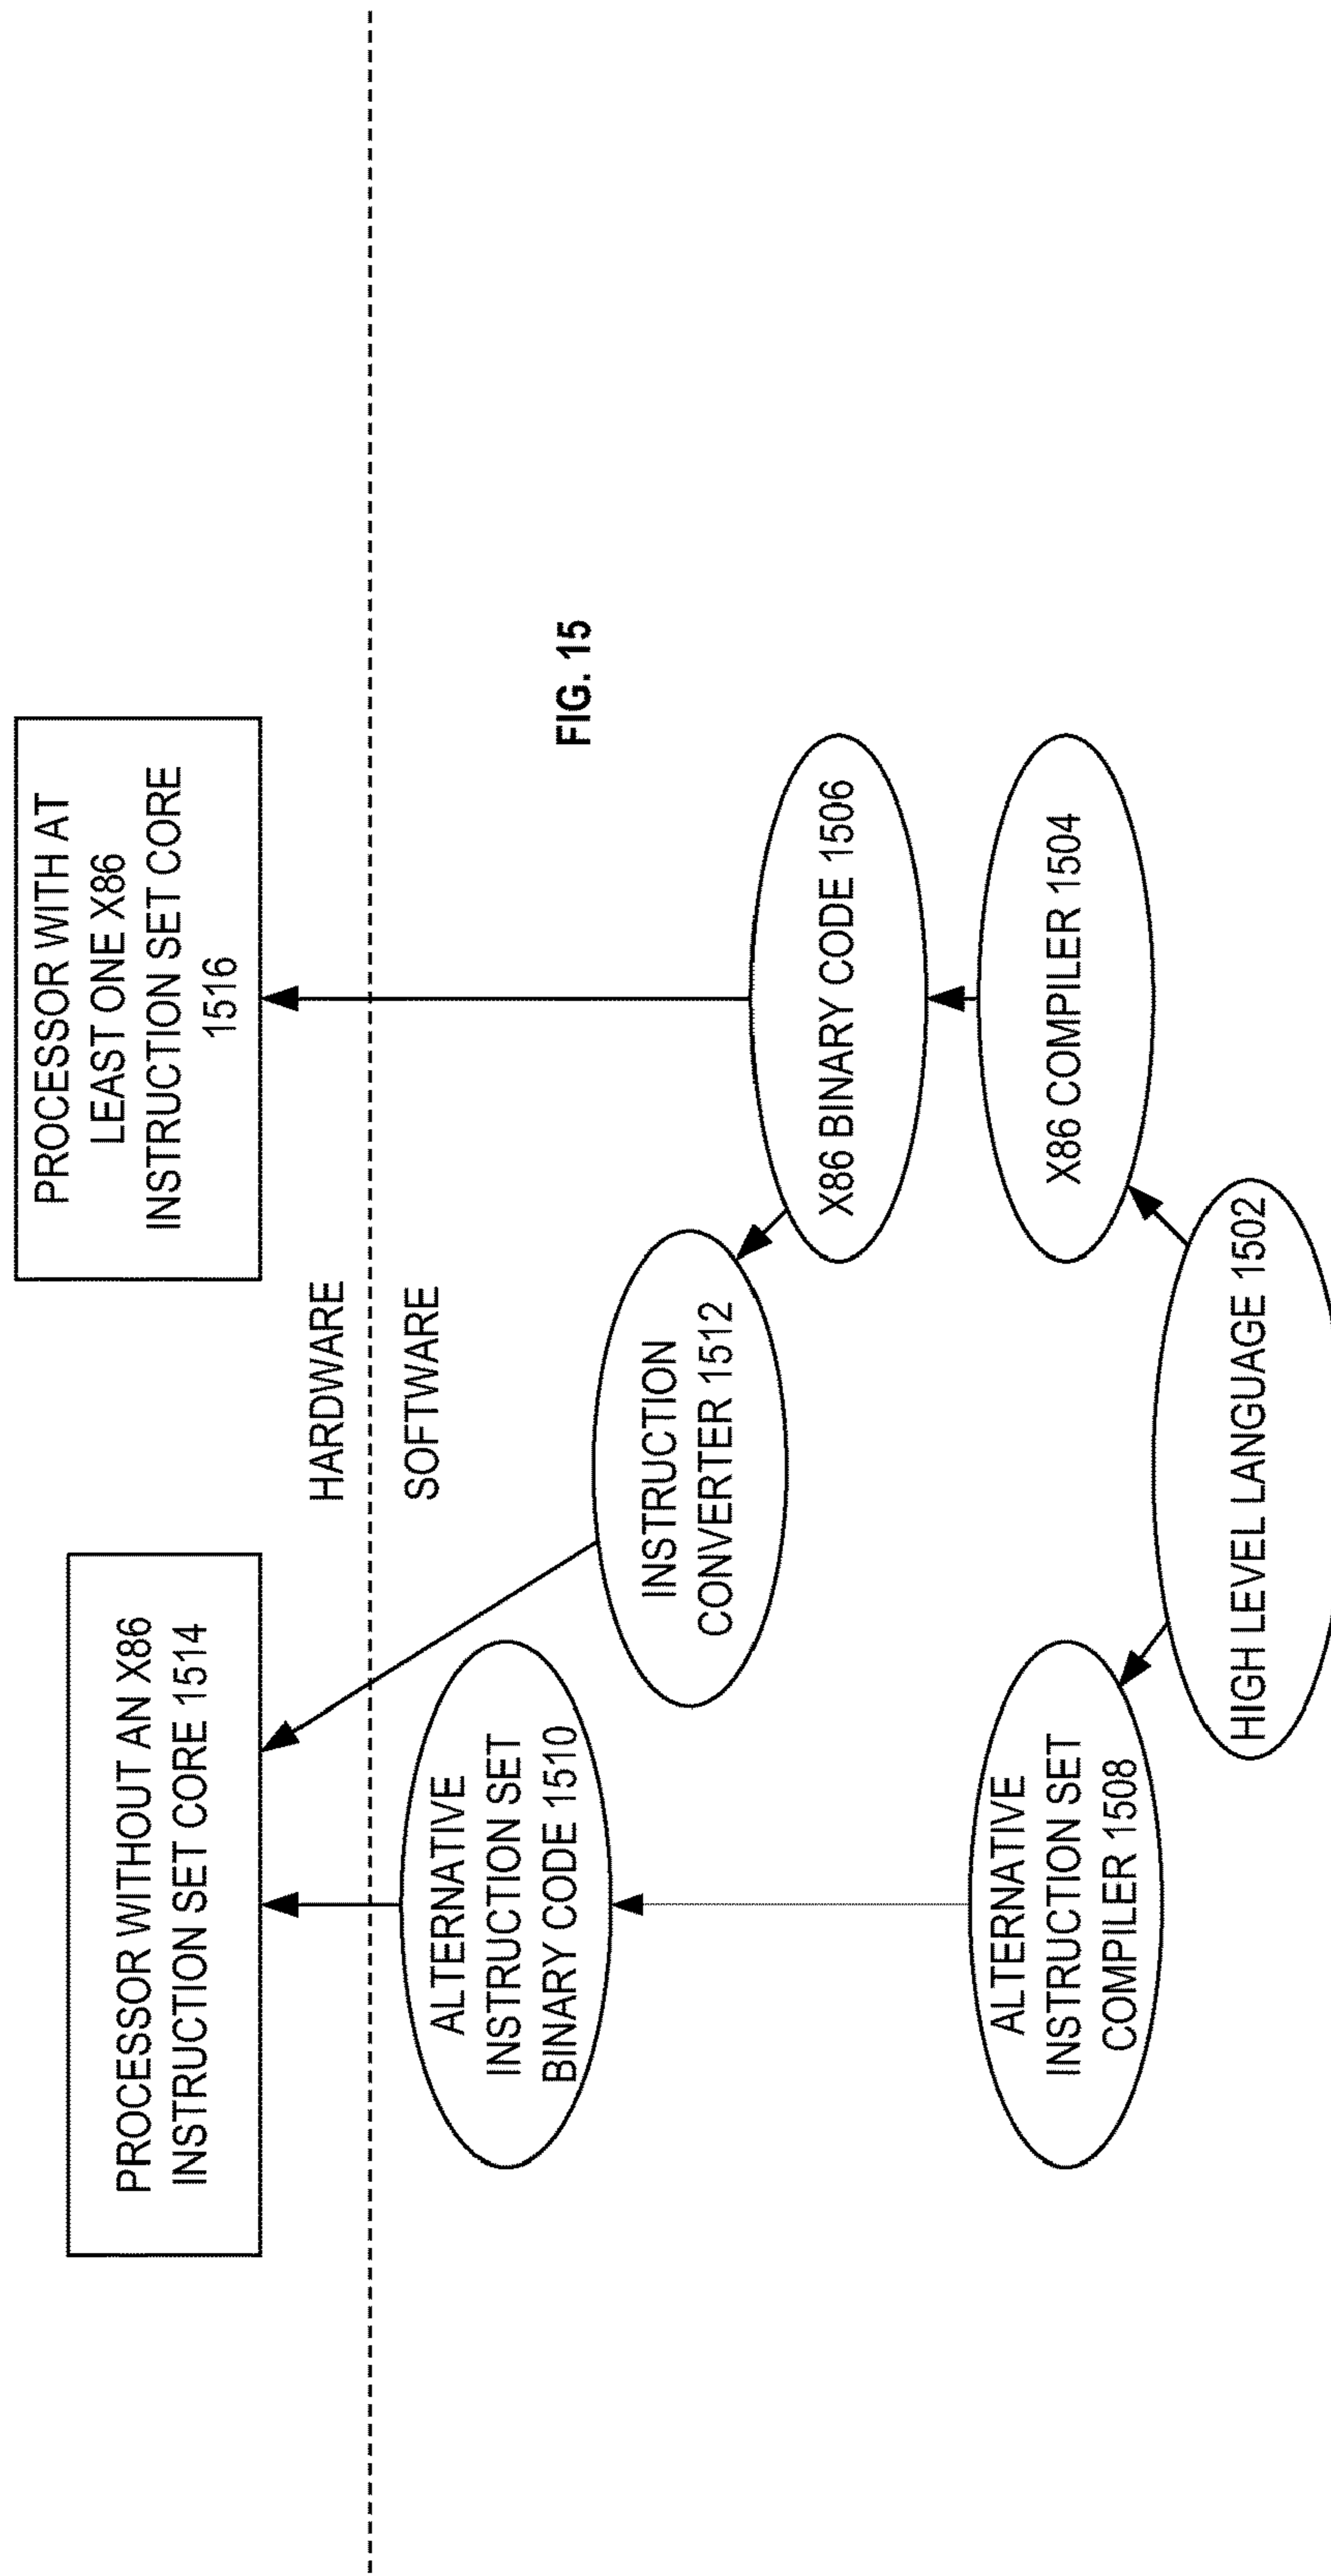 PROCESSOR WITHOUT AN X86
INSTRUCTION SET CORE 1514
PROCESSOR WITH AT
LEAST ONE X86
INSTRUCTION SET CORE
1516
HARDWARE
SOFTWARE
ALTERNATIVE
INSTRUCTION SET
BINARY CODE 1510
INSTRUCTION
CONVERTER 1512
FIG. 15
X86 BINARY CODE 1506
ALTERNATIVE
INSTRUCTION SET
COMPILER 1508
X86 COMPILER 1504
HIGH LEVEL LANGUAGE 1502